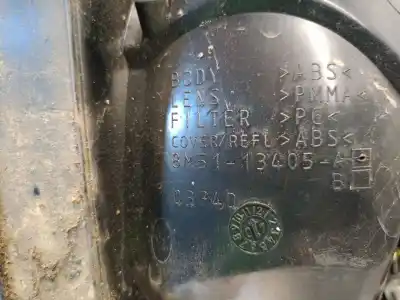 BODY >ABS<
LENS >PMMA<
FILTER >PC<
COVER/REFL >ABS<
8M51-13405-A
B